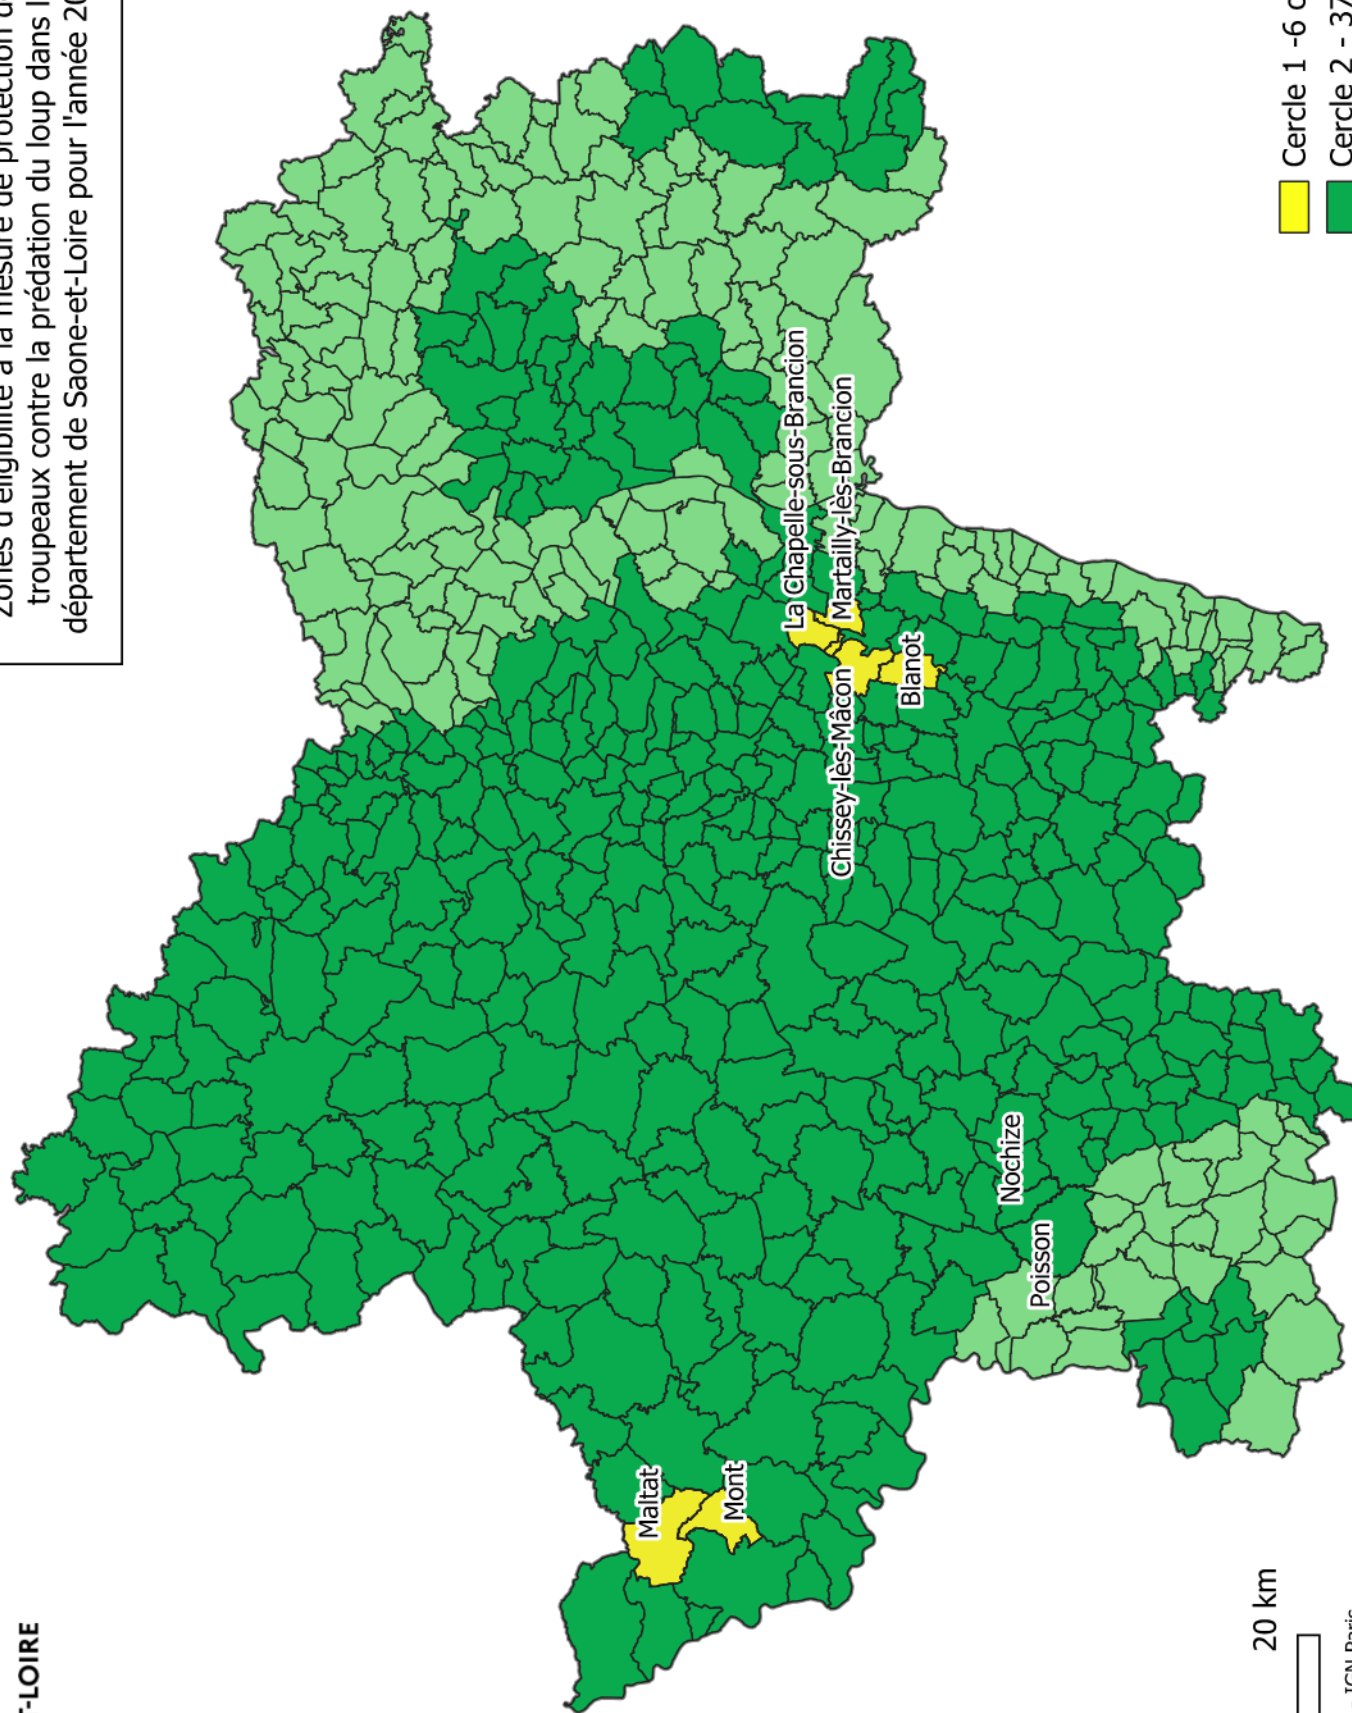 T-LOIRE
zones d'éligibilité à la mesure de protection
troupeaux contre la prédation du loup dans
département de Saone-et-Loire pour l'année 20
La Chapelle-sous-Brancion
Martailly-lès-Brancion
Chissey-lès-Mâcon
Blanot
Maltat
Mont
Nochize
Poisson
Cercle 1 -6
Cercle 2 - 37
20 km
IGN Paris